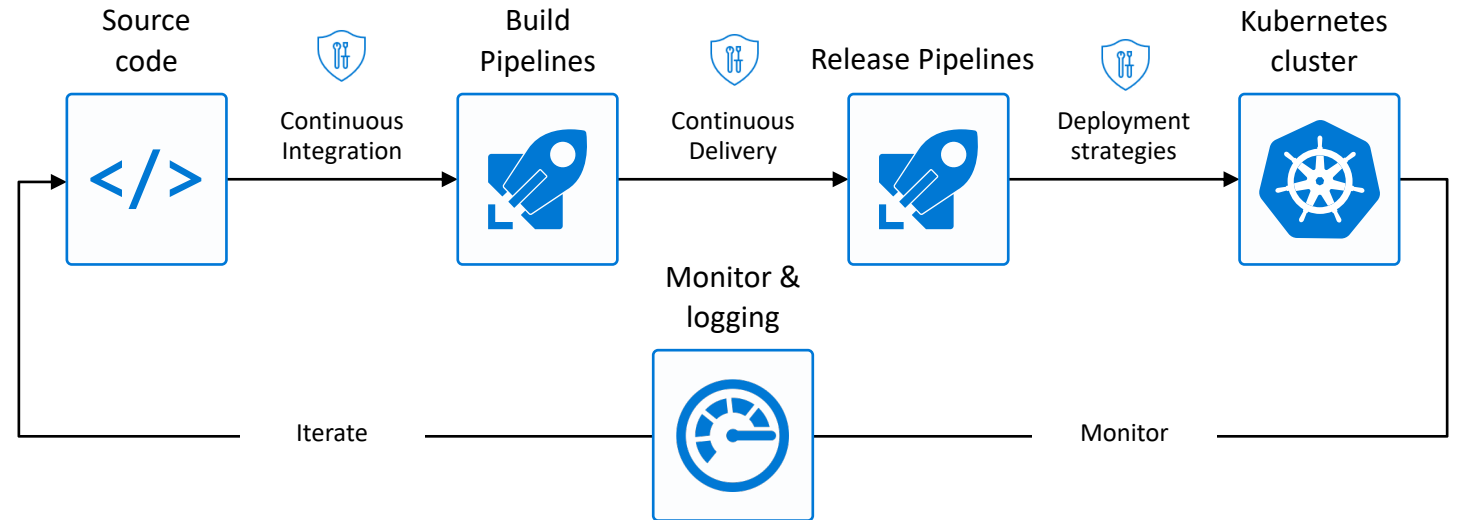 Source
code
Continuous
Integration
Build
Pipelines
Continuous
Delivery
Release Pipelines
Deployment
strategies
Kubernetes
cluster
</>
Monitor &
logging
Iterate
Monitor